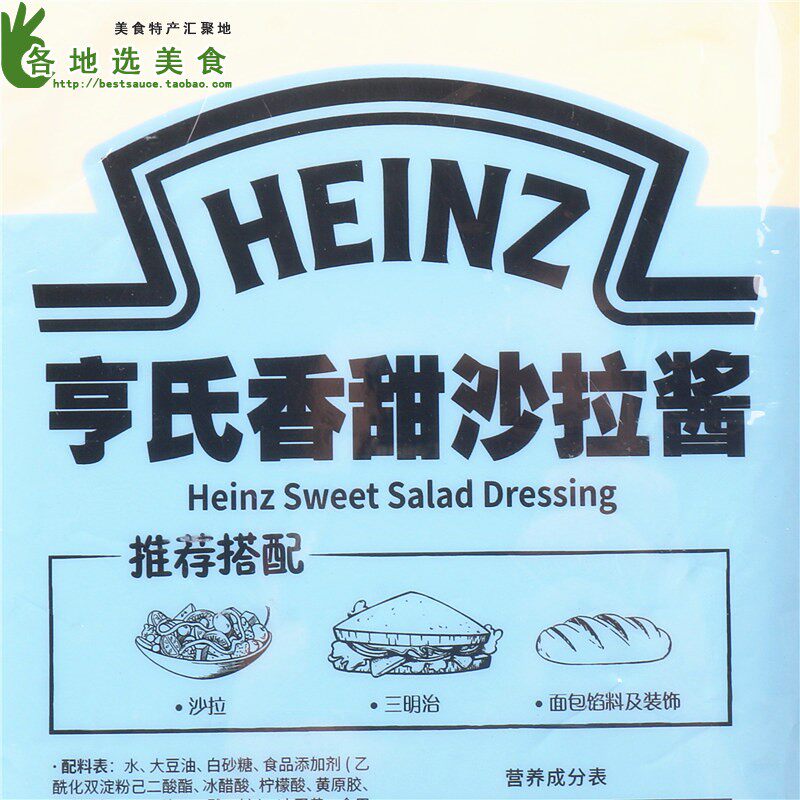 美食特产汇聚地
各地选美食
http://bestsauce.taobao.com
HEINZ
亨氏香甜沙拉酱
Heinz Sweet Salad Dressing
推荐搭配
•沙拉
•三明治
•面包馅料及装饰
·配料表：水、大豆油、白砂糖、食品添加剂(乙
酰化双淀粉己二酸酯、冰醋酸、柠檬酸、黄原胶、
营养成分表